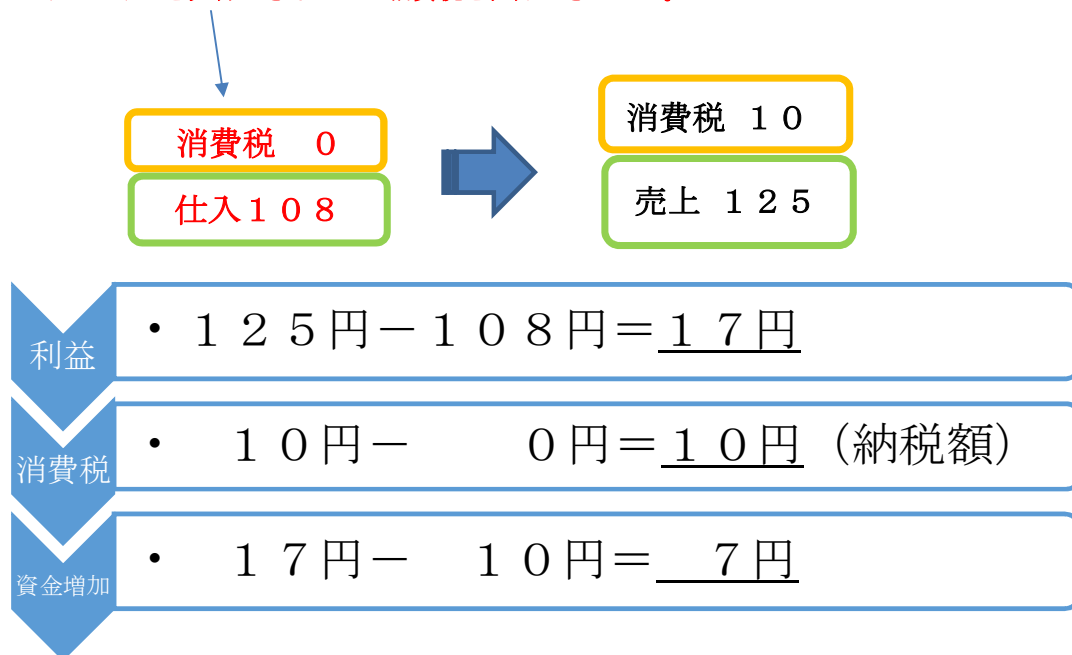 消費税　０
仕入１０８
消費税 １０
売上 １２５
利益
・１２５円－１０８円＝１７円
消費税
・　１０円－　　０円＝１０円（納税額）
資金増加
・　１７円－　１０円＝　７円